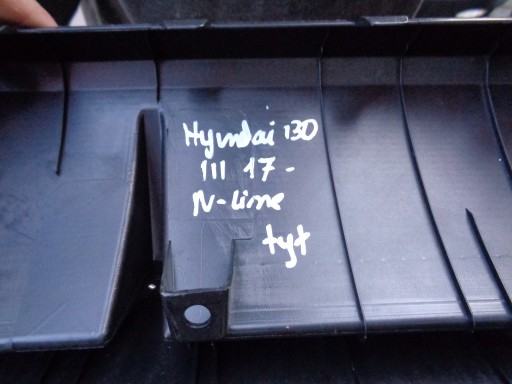 Hyundai i30
III 17-
N-Line
tyt